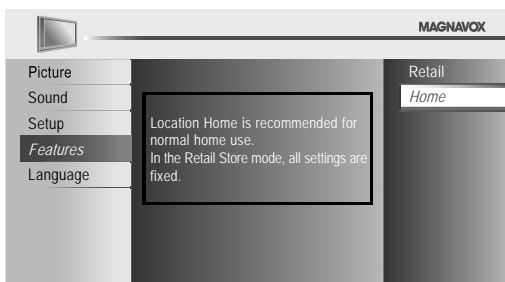 MAGNAVOX
Picture
Sound
Setup
Features
Language
Location Home is recommended for
normal home use.
In the Retail Store mode, all settings are
fixed.
Retail
Home